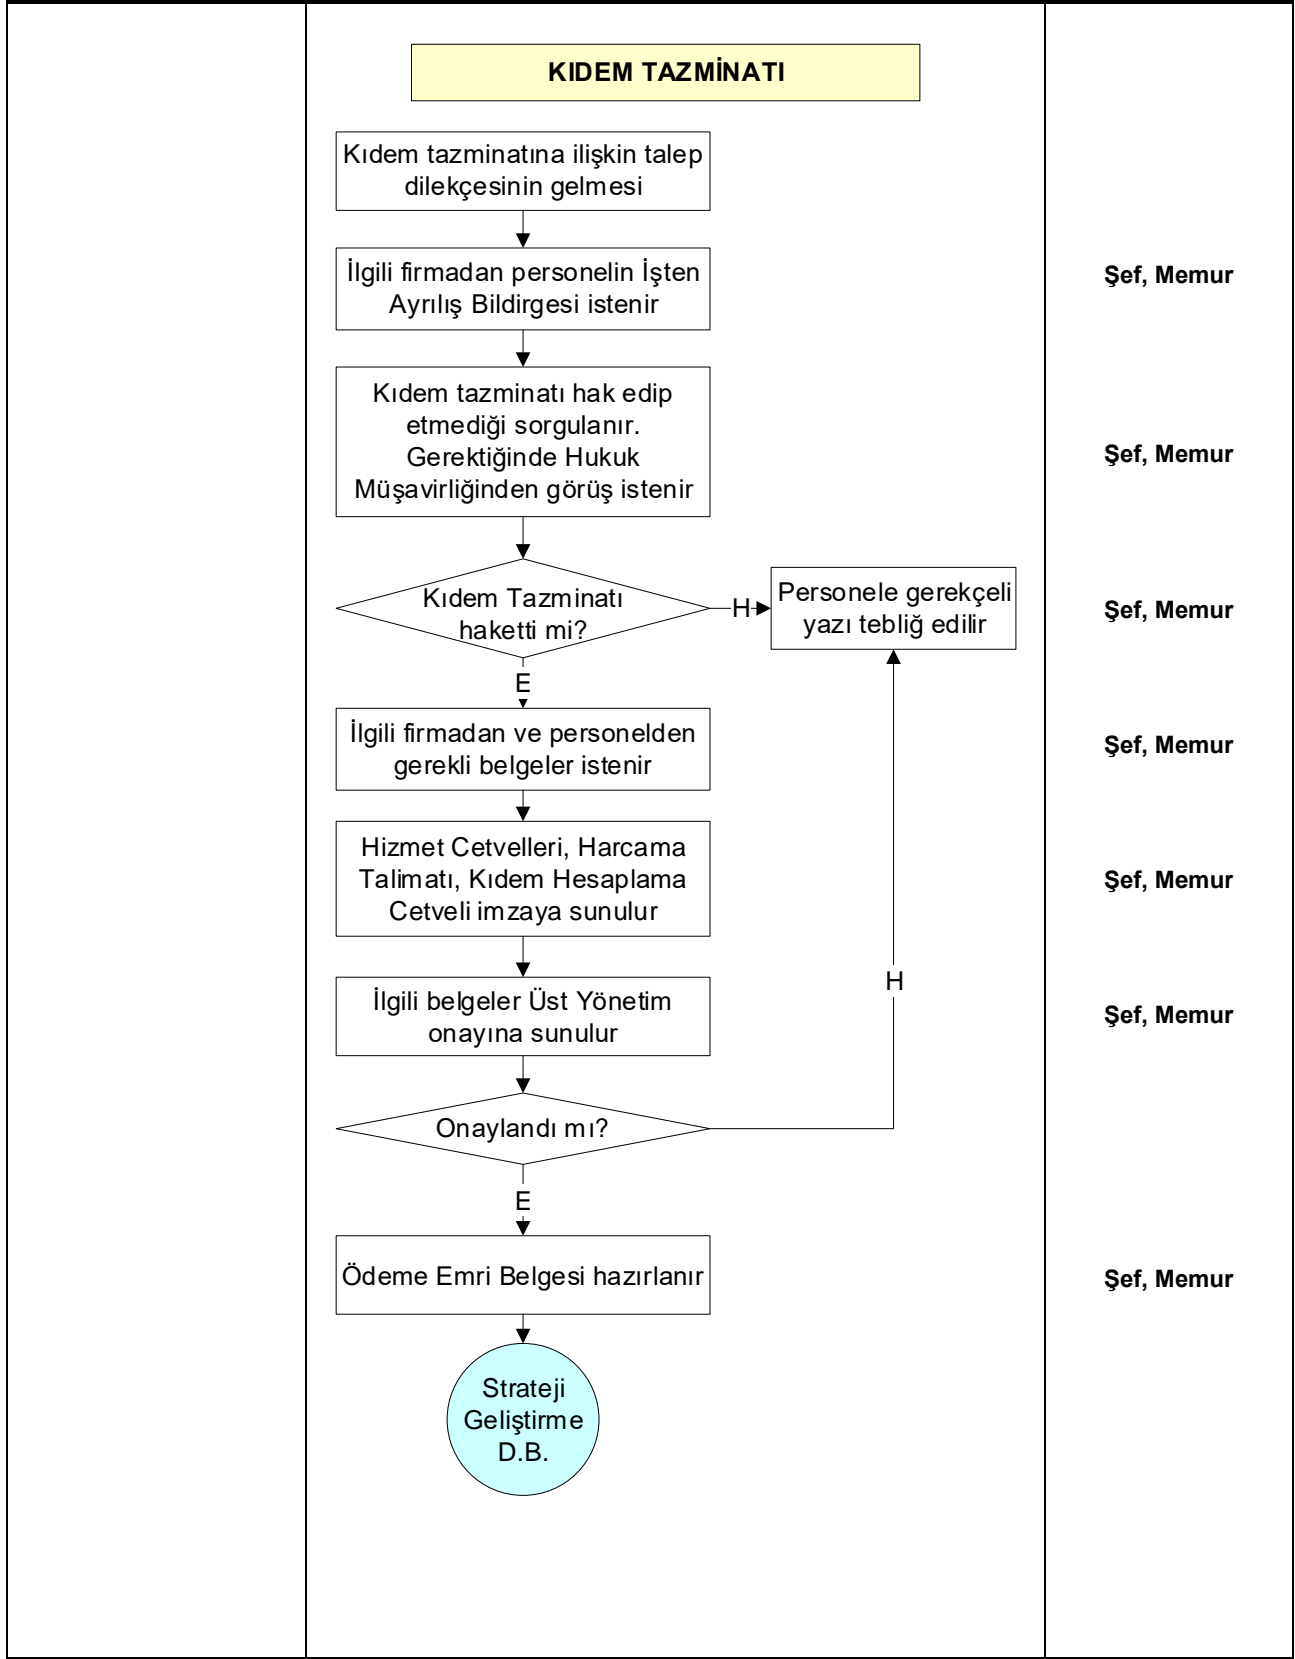 KIDEM TAZMİNATI
Kıdem tazminatına ilişkin talep
dilekçesinin gelmesi
İlgili firmadan personelin İşten
Ayrılış Bildirgesi istenir
Şef, Memur
Kıdem tazminatı hak edip
etmediği sorgulanır.
Gerektiğinde Hukuk
Müşavirliğinden görüş istenir
Şef, Memur
Kıdem Tazminatı
haketti mi?
H
Personele gerekçeli
yazı tebliğ edilir
Şef, Memur
E
İlgili firmadan ve personelden
gerekli belgeler istenir
Şef, Memur
Hizmet Cetvelleri, Harcama
Talimatı, Kıdem Hesaplama
Cetveli imzaya sunulur
Şef, Memur
H
İlgili belgeler Üst Yönetim
onayına sunulur
Şef, Memur
Onaylandı mı?
E
Ödeme Emri Belgesi hazırlanır
Şef, Memur
Strateji
Geliştirme
D.B.